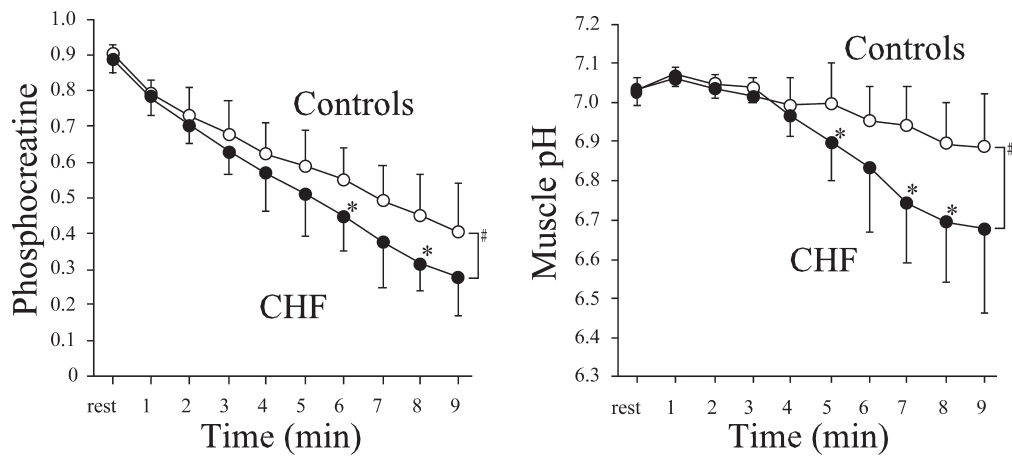 Phosphocreatine
1.0
0.9
0.8
0.7
0.6
0.5
0.4
0.3
0.2
0.1
0
Controls
*
*
#
CHF
rest 1 2 3 4 5 6 7 8 9
Time (min)
Muscle pH
7.2
7.1
7.0
6.9
6.8
6.7
6.6
6.5
6.4
6.3
Controls
*
*
*
#
CHF
rest 1 2 3 4 5 6 7 8 9
Time (min)